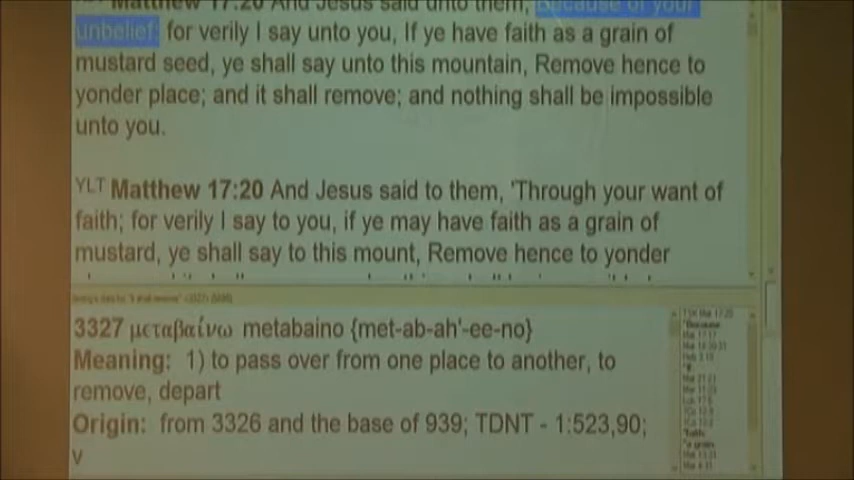 Matthew 17:20 And Jesus said unto them, Because of your
unbelief: for verily I say unto you, If ye have faith as a grain of
mustard seed, ye shall say unto this mountain, Remove hence to
yonder place; and it shall remove; and nothing shall be impossible
unto you.
YLT Matthew 17:20 And Jesus said to them, 'Through your want of
faith; for verily I say to you, if ye may have faith as a grain of
mustard, ye shall say to this mount, Remove hence to yonder
3327 μεταβαίνω metabaino {met-ab-ah'-ee-no}
Meaning: 1) to pass over from one place to another, to
remove, depart
Origin: from 3326 and the base of 939; TDNT - 1:523,90;
v